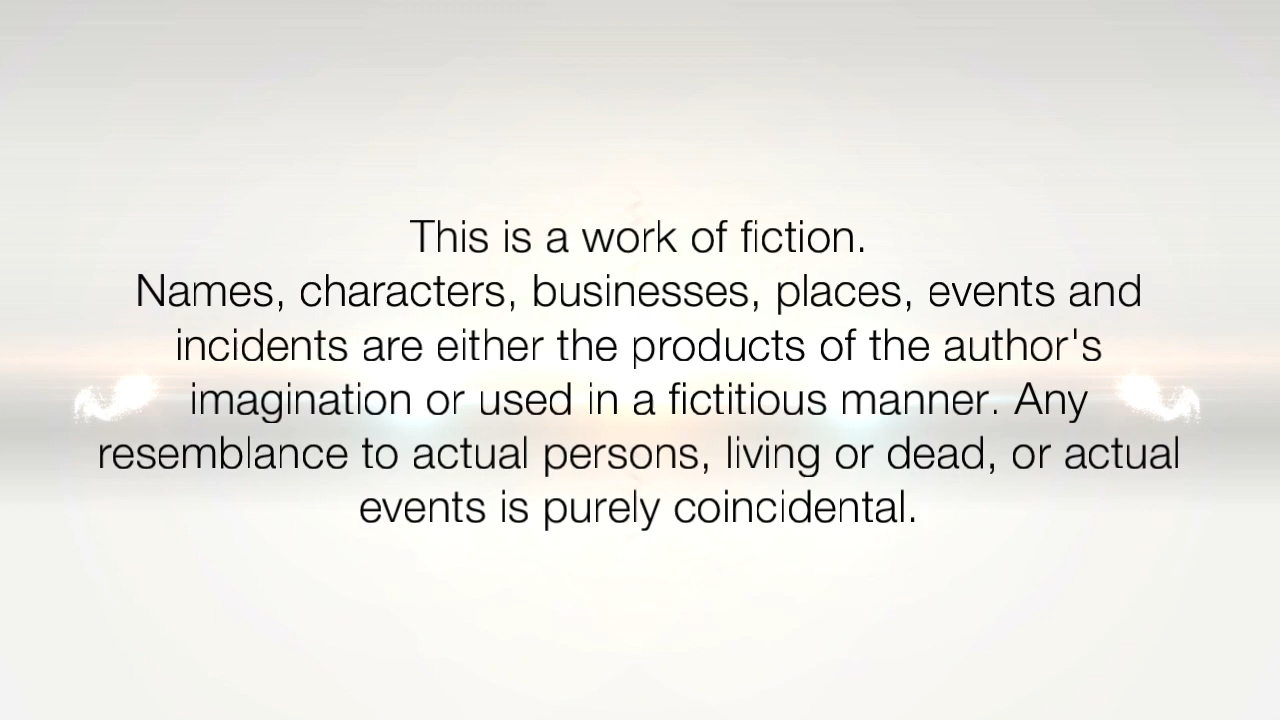 This is a work of fiction.
Names, characters, businesses, places, events and
incidents are either the products of the author's
imagination or used in a fictitious manner. Any
resemblance to actual persons, living or dead, or actual
events is purely coincidental.